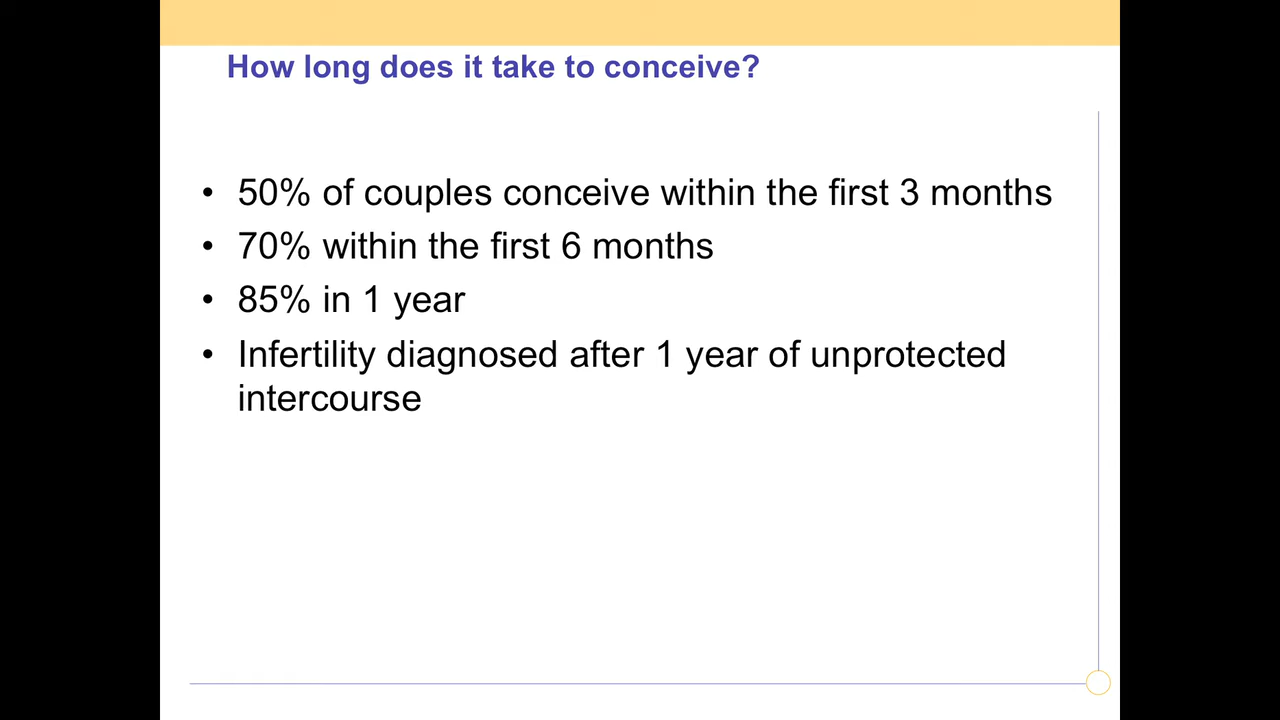 How long does it take to conceive?
• 50% of couples conceive within the first 3 months
• 70% within the first 6 months
• 85% in 1 year
• Infertility diagnosed after 1 year of unprotected
intercourse